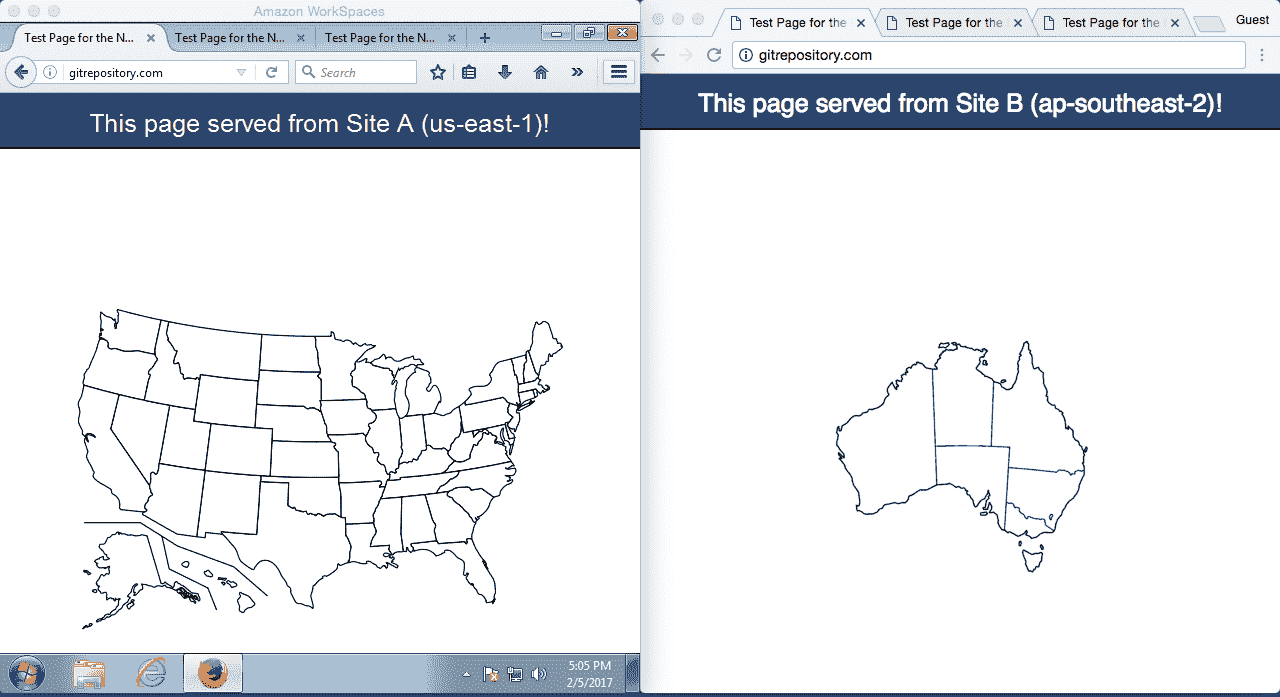 Amazon WorkSpaces
Test Page for the N... Test Page for the N... Test Page for the N...
gitrepository.com Search
This page served from Site A (us-east-1)!
5:05 PM
2/5/2017
Test Page for the Test Page for the Test Page for the Guest
gitrepository.com
This page served from Site B (ap-southeast-2)!